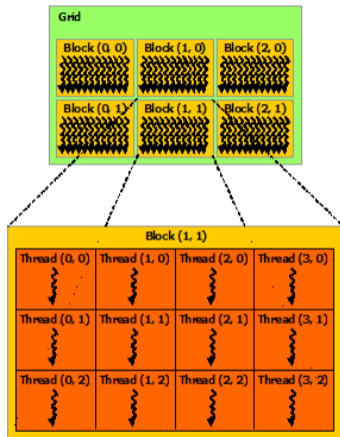 Grid
Block (0, 0) Block (1, 0) Block (2, 0)
Block (0, 1) Block (1, 1) Block (2, 1)
Block (1, 1)
Thread (0, 0) Thread (1, 0) Thread (2, 0) Thread (3, 0)
Thread (0, 1) Thread (1, 1) Thread (2, 1) Thread (3, 1)
Thread (0, 2) Thread (1, 2) Thread (2, 2) Thread (3, 2)